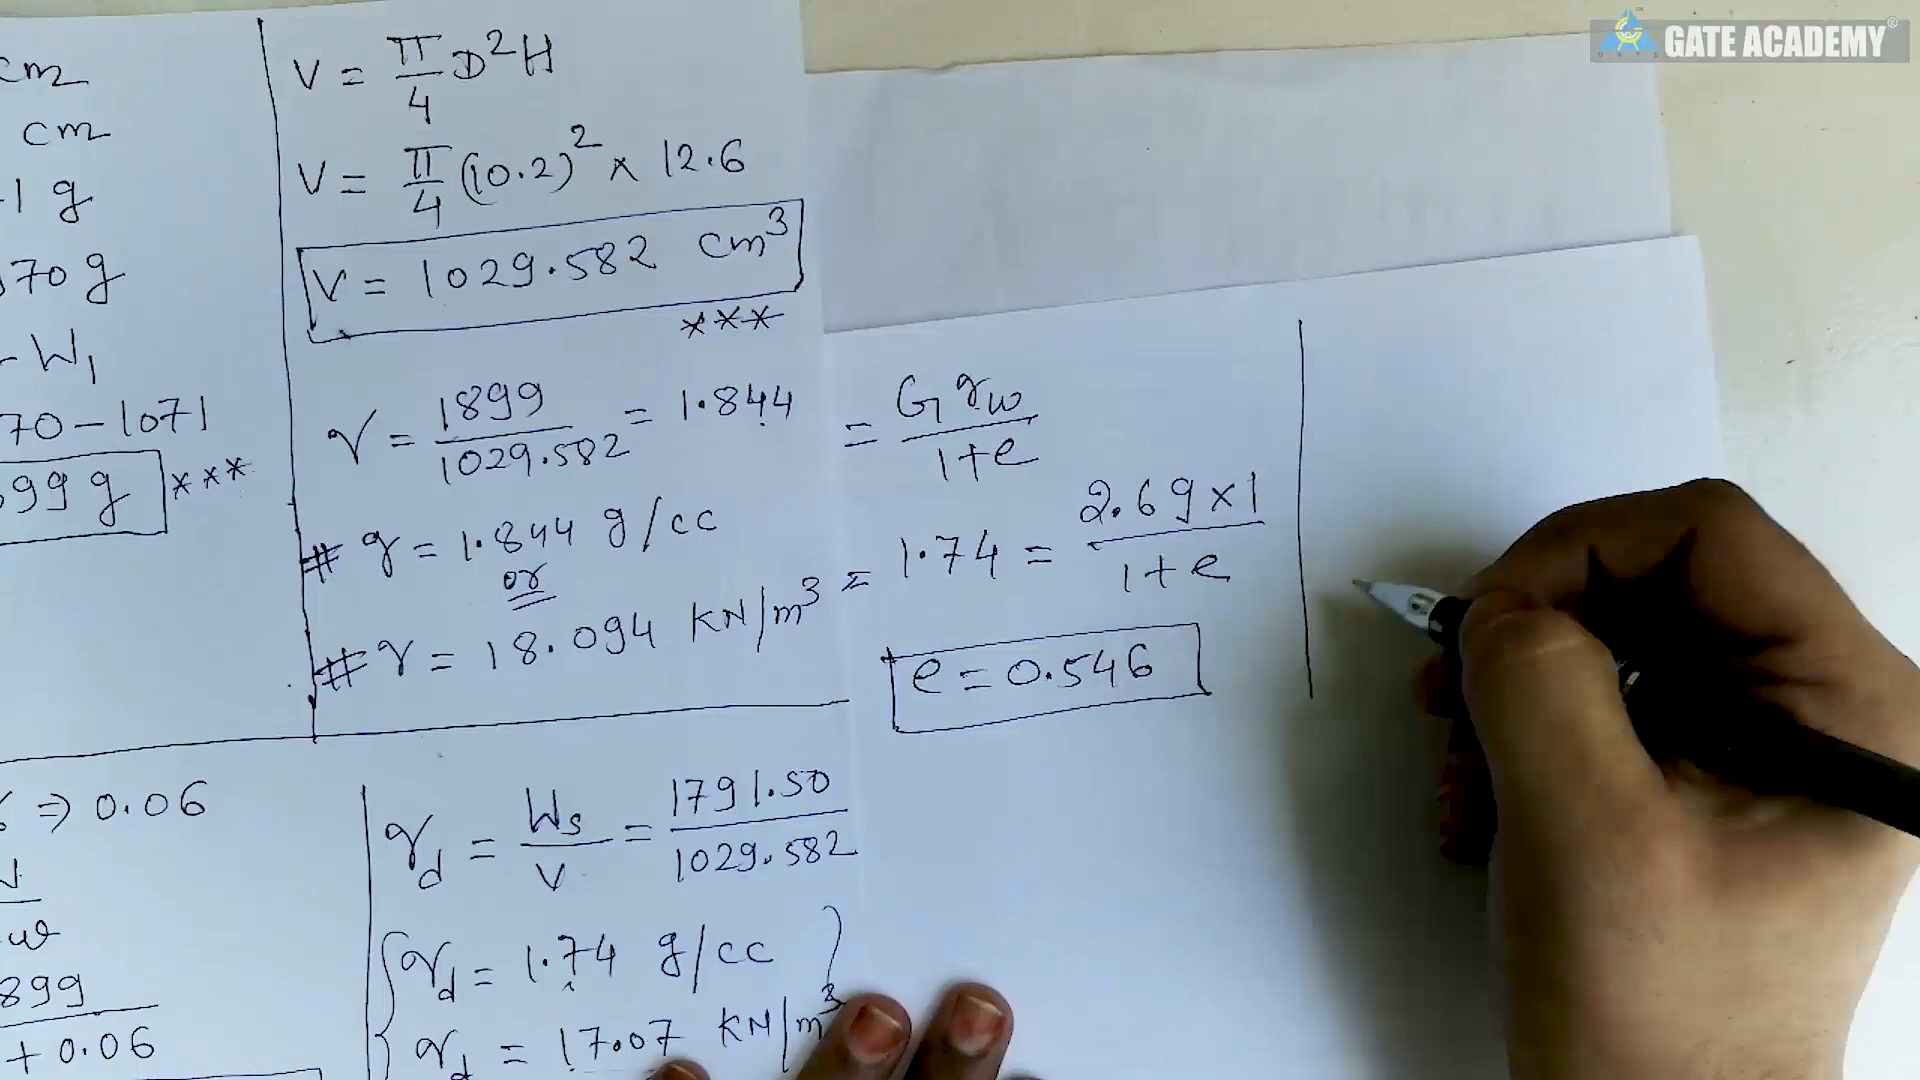 GATE ACADEMY
cm
cm
1 g
70 g
- W₁
70 - 1071
99 g ***
V = π/4 D²H
V = π/4 (10.2)² × 12.6
V = 1029.582 cm³
***
γ = 1899/1029.582 = 1.844
# γ = 1.844 g/cc
or
# γ = 18.094 KN/m³
⇒ 0.06
899
+ 0.06
γd = Ws/V = 1791.50/1029.582
γd = 1.74 g/cc
γd = 17.07 KN/m³
= Gγw/1+e
= 1.74 = 2.69×1/1+e
e = 0.546